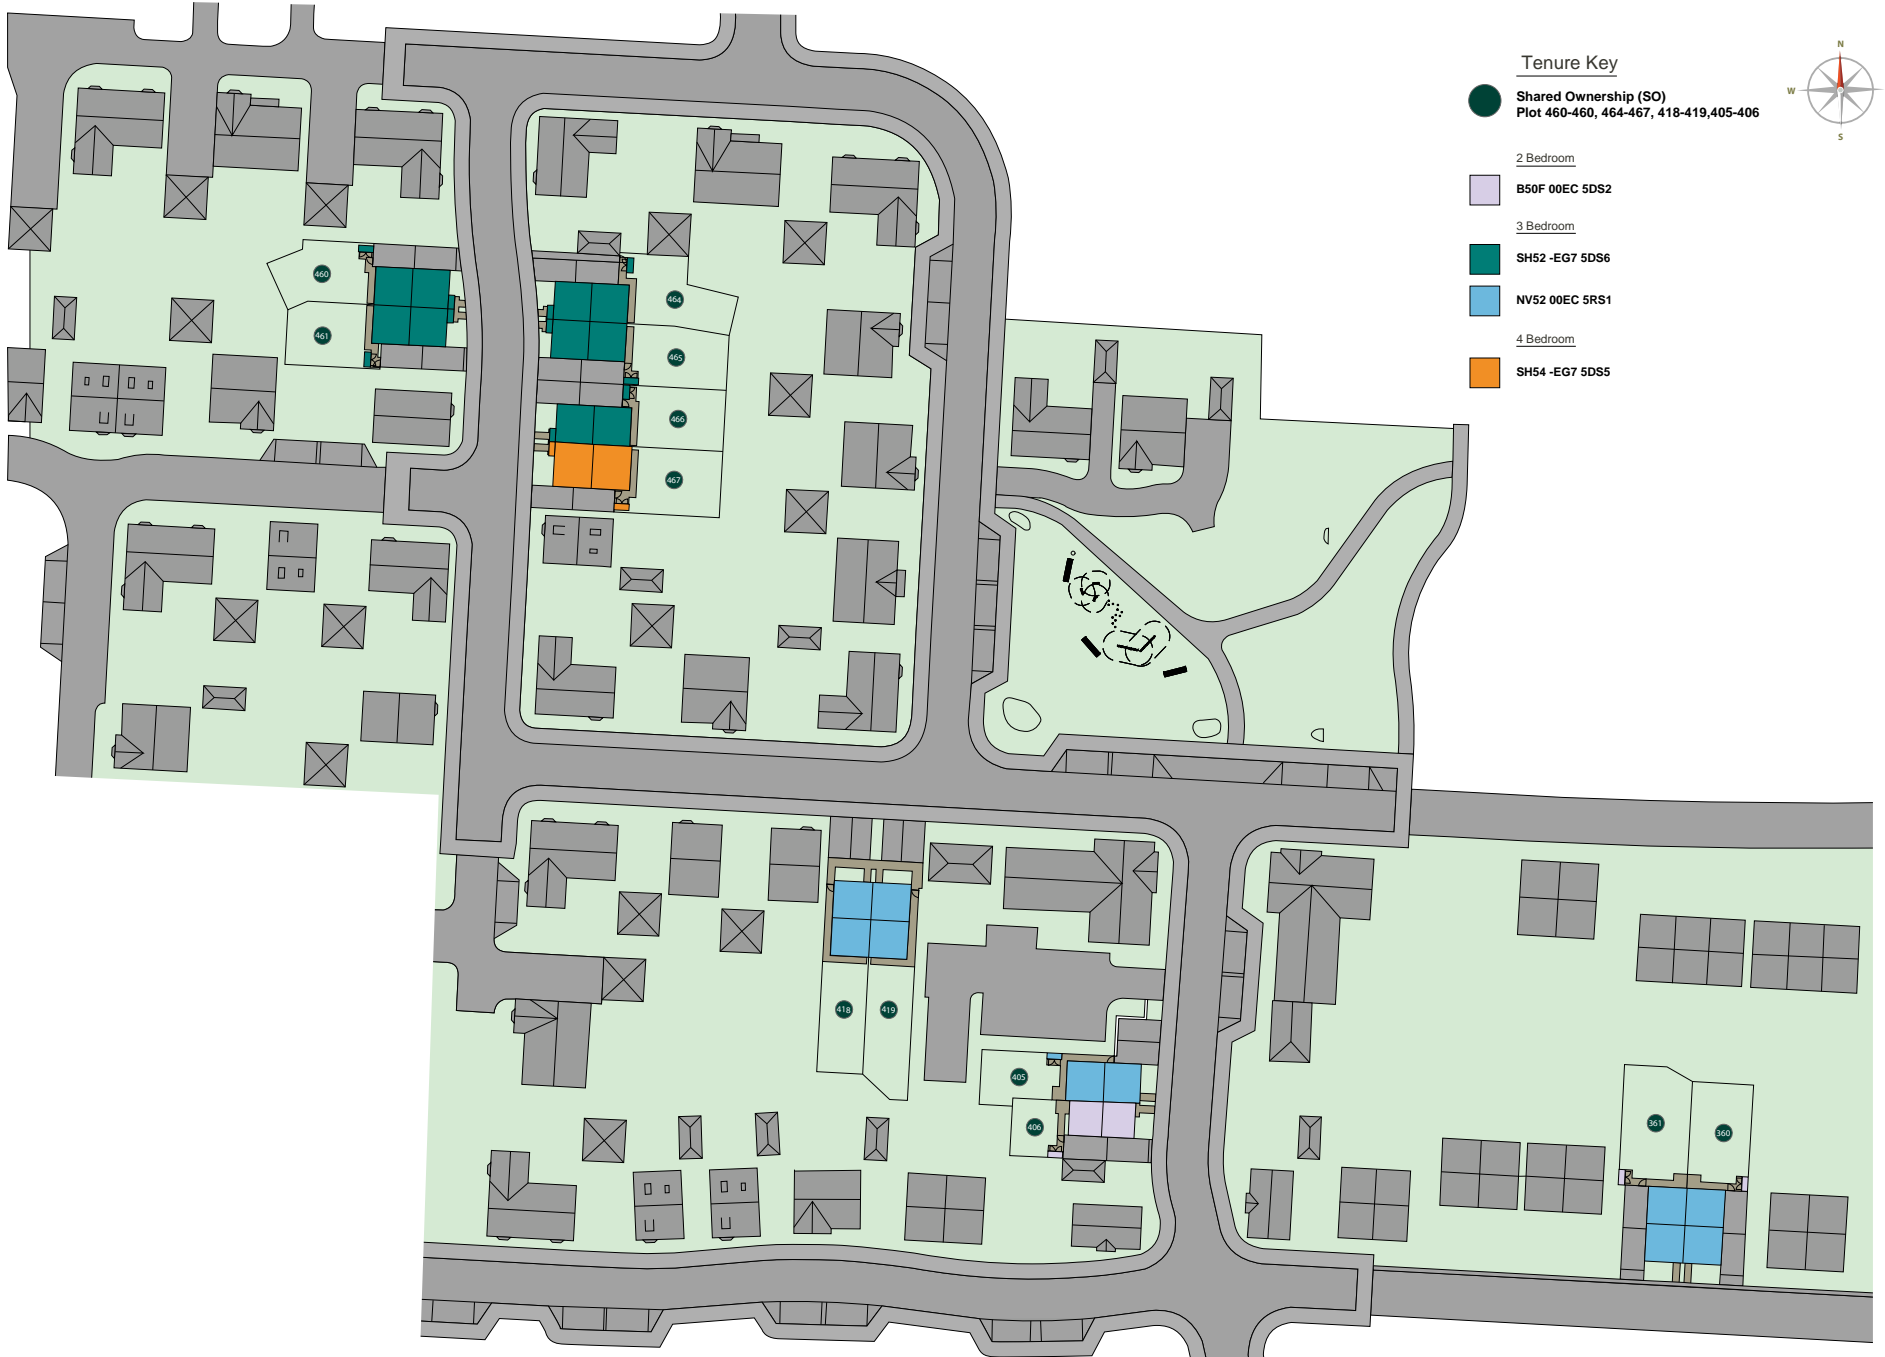 Tenure Key
Shared Ownership (SO)
Plot 460-460, 464-467, 418-419,405-406
N
W
S
2 Bedroom
B50F 00EC 5DS2
3 Bedroom
SH52 -EG7 5DS6
NV52 00EC 5RS1
4 Bedroom
SH54 -EG7 5DS5
460
461
464
465
466
467
418
419
405
406
361
360